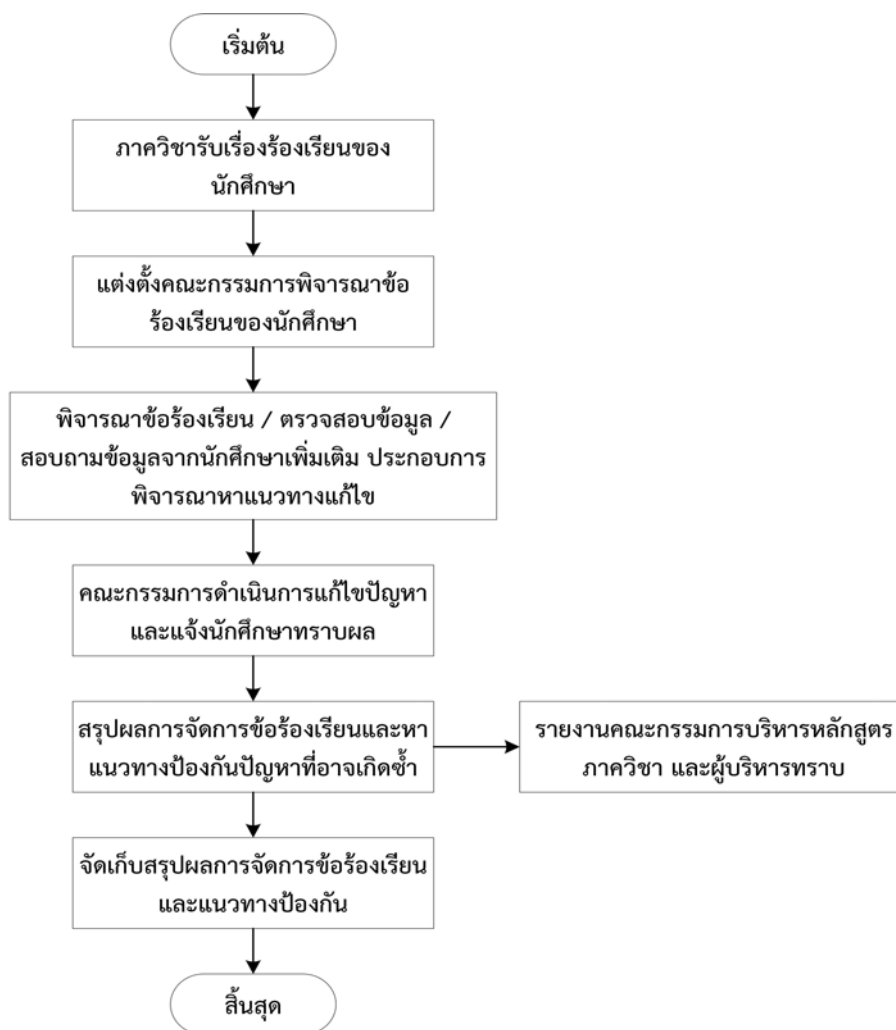 เริ่มต้น
ภาควิชารับเรื่องร้องเรียนของ
นักศึกษา
แต่งตั้งคณะกรรมการพิจารณาข้อ
ร้องเรียนของนักศึกษา
พิจารณาข้อร้องเรียน / ตรวจสอบข้อมูล /
สอบถามข้อมูลจากนักศึกษาเพิ่มเติม ประกอบการ
พิจารณาหาแนวทางแก้ไข
คณะกรรมการดำเนินการแก้ไขปัญหา
และแจ้งนักศึกษาทราบผล
สรุปผลการจัดการข้อร้องเรียนและหา
แนวทางป้องกันปัญหาที่อาจเกิดซ้ำ
รายงานคณะกรรมการบริหารหลักสูตร
ภาควิชา และผู้บริหารทราบ
จัดเก็บสรุปผลการจัดการข้อร้องเรียน
และแนวทางป้องกัน
สิ้นสุด